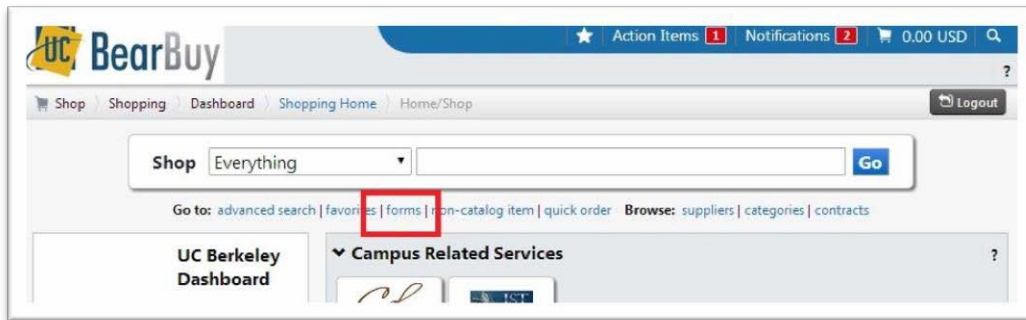 UC BearBuy
Action Items 1 Notifications 2 0.00 USD
?
Shop Shopping Dashboard Shopping Home Home/Shop Logout
Shop Everything Go
Go to: advanced search | favorites | forms | non-catalog item | quick order Browse: suppliers | categories | contracts
UC Berkeley
Dashboard
Campus Related Services ?
IST